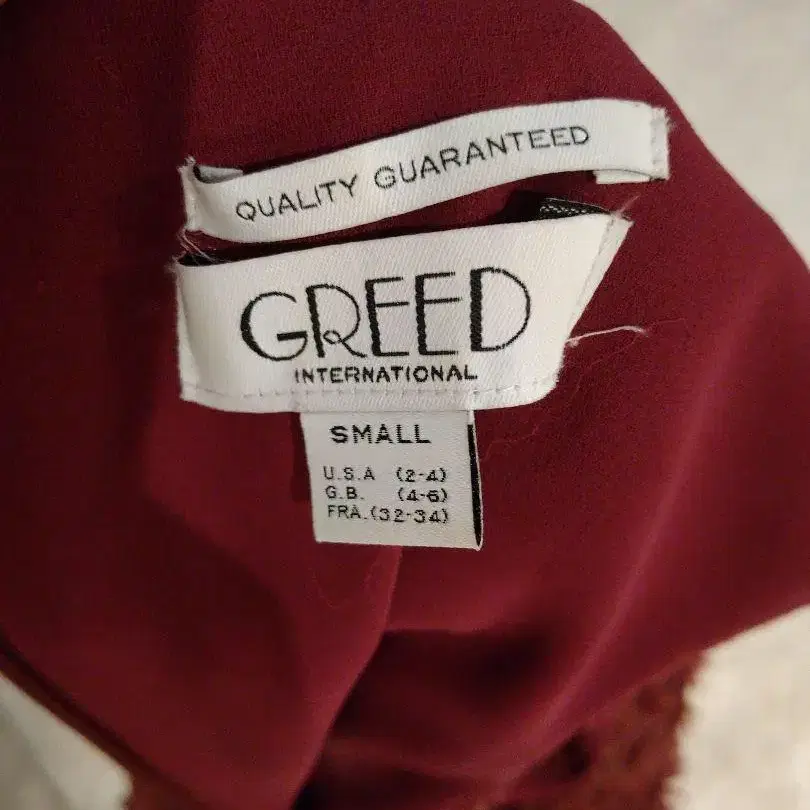 QUALITY GUARANTEED
GREED
INTERNATIONAL
SMALL
U.S.A (2-4)
G.B. (4-6)
FRA.(32-34)